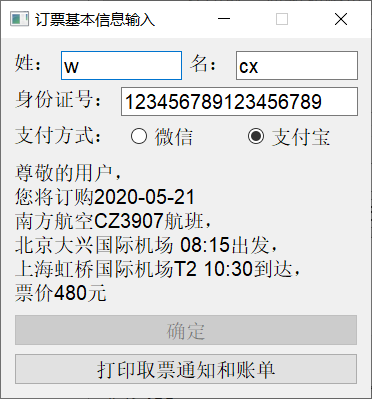 订票基本信息输入
姓： w 名： cx
身份证号： 123456789123456789
支付方式： 微信 支付宝
尊敬的用户，
您将订购2020-05-21
南方航空CZ3907航班，
北京大兴国际机场 08:15出发，
上海虹桥国际机场T2 10:30到达，
票价480元
确定
打印取票通知和账单